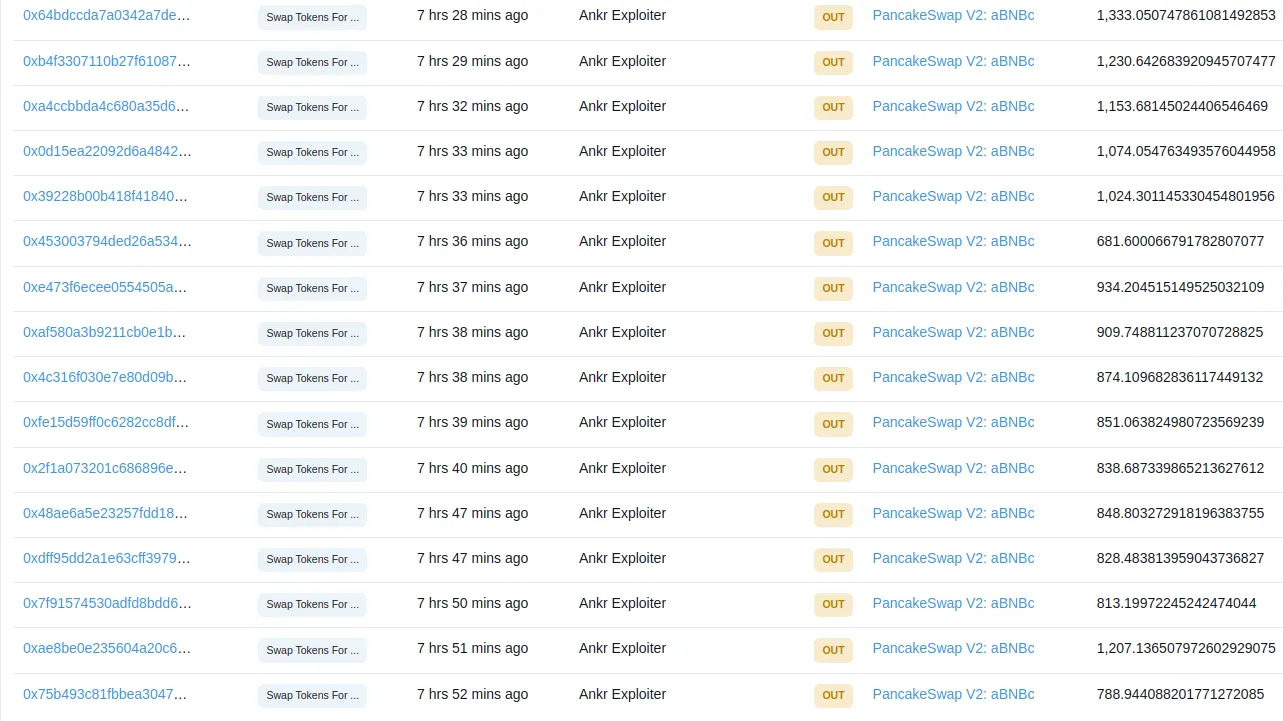 0x64bdccda7a0342a7de... Swap Tokens For ... 7 hrs 28 mins ago Ankr Exploiter OUT PancakeSwap V2: aBNBc 1,333.050747861081492853
0xb4f3307110b27f61087... Swap Tokens For ... 7 hrs 29 mins ago Ankr Exploiter OUT PancakeSwap V2: aBNBc 1,230.642683920945707477
0xa4ccbbda4c680a35d6... Swap Tokens For ... 7 hrs 32 mins ago Ankr Exploiter OUT PancakeSwap V2: aBNBc 1,153.68145024406546469
0x0d15ea22092d6a4842... Swap Tokens For ... 7 hrs 33 mins ago Ankr Exploiter OUT PancakeSwap V2: aBNBc 1,074.054763493576044958
0x39228b00b418f41840... Swap Tokens For ... 7 hrs 33 mins ago Ankr Exploiter OUT PancakeSwap V2: aBNBc 1,024.301145330454801956
0x453003794ded26a534... Swap Tokens For ... 7 hrs 36 mins ago Ankr Exploiter OUT PancakeSwap V2: aBNBc 681.600066791782807077
0xe473f6ecee0554505a... Swap Tokens For ... 7 hrs 37 mins ago Ankr Exploiter OUT PancakeSwap V2: aBNBc 934.204515149525032109
0xaf580a3b9211cb0e1b... Swap Tokens For ... 7 hrs 38 mins ago Ankr Exploiter OUT PancakeSwap V2: aBNBc 909.748811237070728825
0x4c316f030e7e80d09b... Swap Tokens For ... 7 hrs 38 mins ago Ankr Exploiter OUT PancakeSwap V2: aBNBc 874.109682836117449132
0xfe15d59ff0c6282cc8df... Swap Tokens For ... 7 hrs 39 mins ago Ankr Exploiter OUT PancakeSwap V2: aBNBc 851.063824980723569239
0x2f1a073201c686896e... Swap Tokens For ... 7 hrs 40 mins ago Ankr Exploiter OUT PancakeSwap V2: aBNBc 838.687339865213627612
0x48ae6a5e23257fdd18... Swap Tokens For ... 7 hrs 47 mins ago Ankr Exploiter OUT PancakeSwap V2: aBNBc 848.803272918196383755
0xdff95dd2a1e63cff3979... Swap Tokens For ... 7 hrs 47 mins ago Ankr Exploiter OUT PancakeSwap V2: aBNBc 828.483813959043736827
0x7f91574530adfd8bdd6... Swap Tokens For ... 7 hrs 50 mins ago Ankr Exploiter OUT PancakeSwap V2: aBNBc 813.19972245242474044
0xae8be0e235604a20c6... Swap Tokens For ... 7 hrs 51 mins ago Ankr Exploiter OUT PancakeSwap V2: aBNBc 1,207.136507972602929075
0x75b493c81fbbea3047... Swap Tokens For ... 7 hrs 52 mins ago Ankr Exploiter OUT PancakeSwap V2: aBNBc 788.944088201771272085